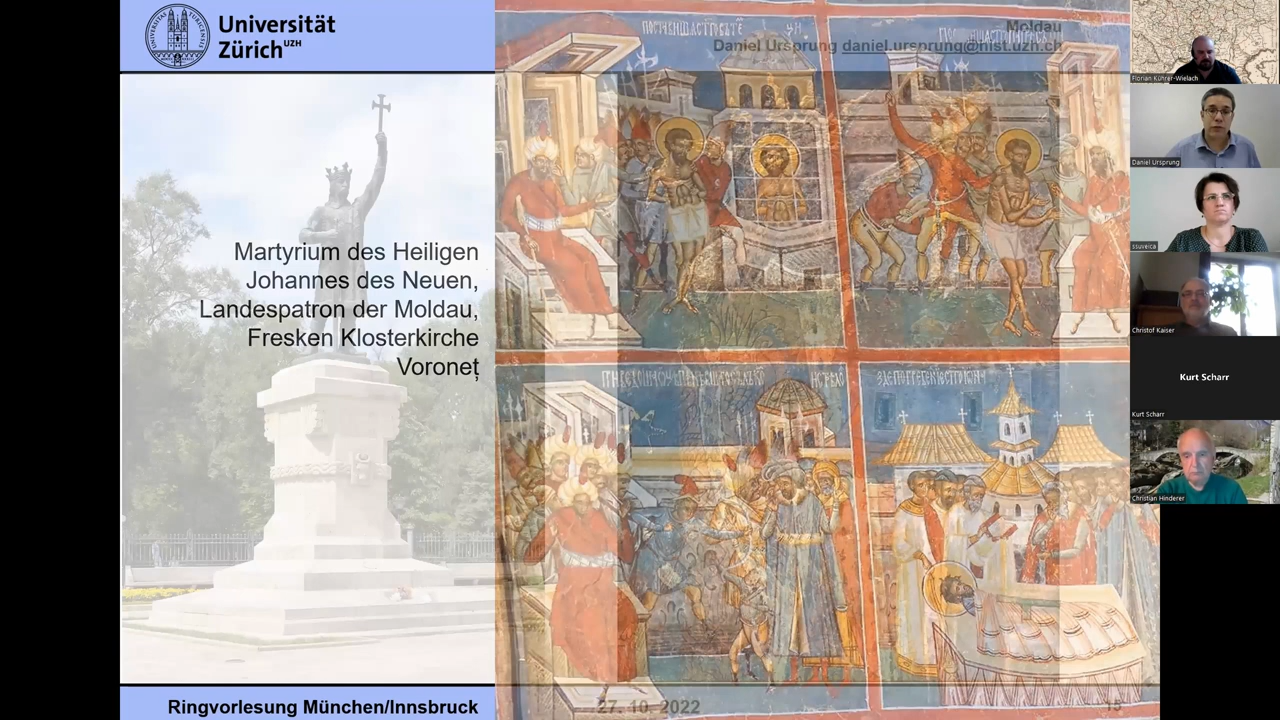 Universität
Zürich UZH
Moldau
Daniel Ursprung daniel.ursprung@hist.uzh.ch
Martyrium des Heiligen
Johannes des Neuen,
Landespatron der Moldau,
Fresken Klosterkirche
Voroneț
Ringvorlesung München/Innsbruck
27. 10. 2022
15
Florian Kührer-Wielach
Daniel Ursprung
ssuveica
Christof Kaiser
Kurt Scharr
Kurt Scharr
Christian Hinderer